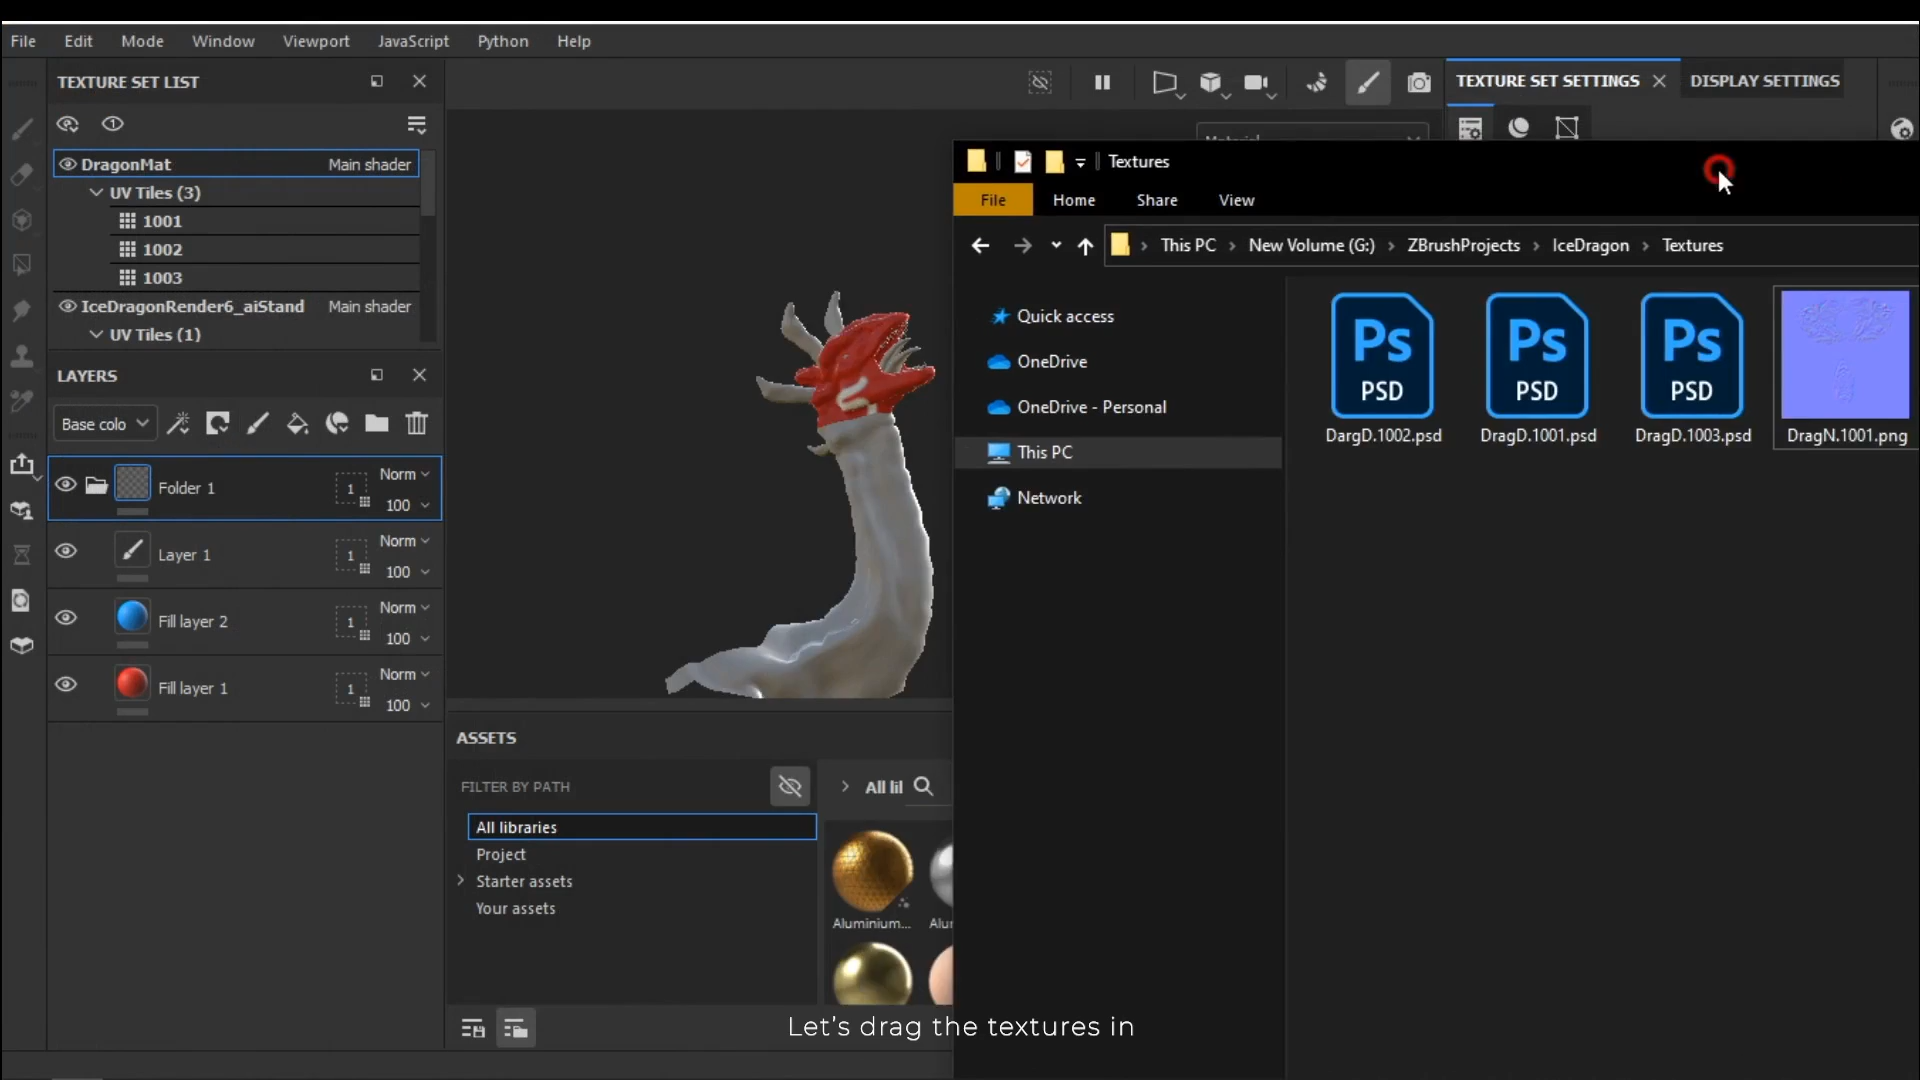 File Edit Mode Window Viewport JavaScript Python Help
TEXTURE SET LIST
TEXTURE SET SETTINGS
DISPLAY SETTINGS
1
DragonMat Main shader
UV Tiles (3)
1001
1002
1003
IceDragonRender6_aiStand Main shader
UV Tiles (1)
LAYERS
Base colo
Folder 1 1 Norm
100
Layer 1 1 Norm
100
Fill layer 2 1 Norm
100
Fill layer 1 1 Norm
100
Material
Textures
File Home Share View
This PC New Volume (G:) ZBrushProjects IceDragon Textures
Quick access
OneDrive
OneDrive - Personal
This PC
Network
Ps PSD
Ps PSD
Ps PSD
DargD.1002.psd DragD.1001.psd DragD.1003.psd DragN.1001.png
ASSETS
FILTER BY PATH
All lil
All libraries
Project
Starter assets
Your assets
Aluminium... Alur
Let's drag the textures in